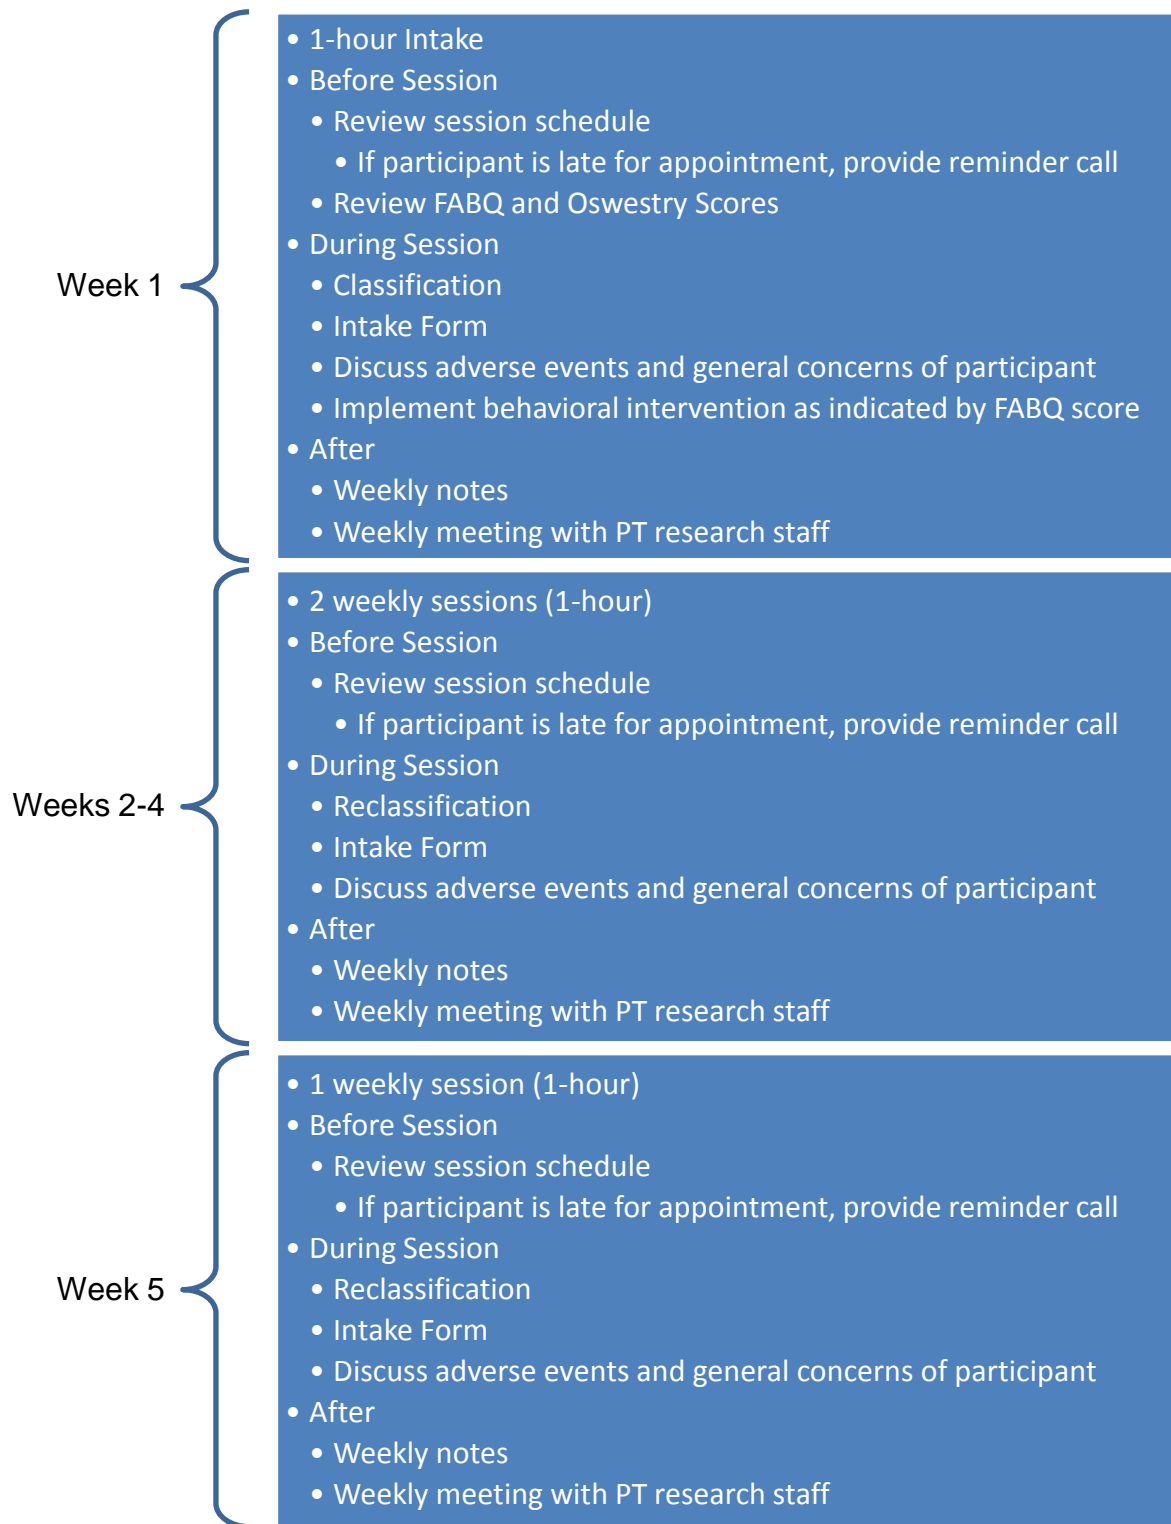 Week 1
• 1-hour Intake
• Before Session
• Review session schedule
• If participant is late for appointment, provide reminder call
• Review FABQ and Oswestry Scores
• During Session
• Classification
• Intake Form
• Discuss adverse events and general concerns of participant
• Implement behavioral intervention as indicated by FABQ score
• After
• Weekly notes
• Weekly meeting with PT research staff
Weeks 2-4
• 2 weekly sessions (1-hour)
• Before Session
• Review session schedule
• If participant is late for appointment, provide reminder call
• During Session
• Reclassification
• Intake Form
• Discuss adverse events and general concerns of participant
• After
• Weekly notes
• Weekly meeting with PT research staff
Week 5
• 1 weekly session (1-hour)
• Before Session
• Review session schedule
• If participant is late for appointment, provide reminder call
• During Session
• Reclassification
• Intake Form
• Discuss adverse events and general concerns of participant
• After
• Weekly notes
• Weekly meeting with PT research staff